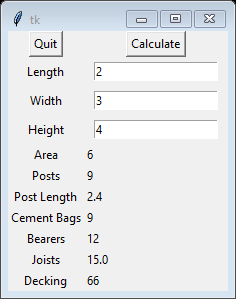 tk
Quit Calculate
Length 2
Width 3
Height 4
Area 6
Posts 9
Post Length 2.4
Cement Bags 9
Bearers 12
Joists 15.0
Decking 66